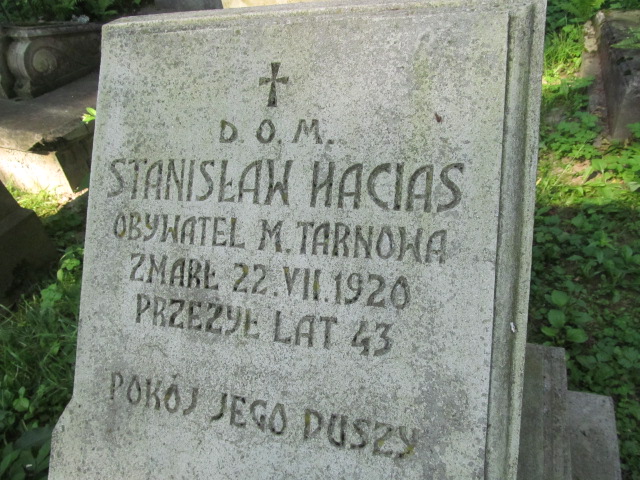 D. O. M.
STANISŁAW HACIAS
OBYWATEL M. TARNOWA
ZMARŁ 22. VII. 1920
PRZEŻYŁ LAT 43
POKÓJ JEGO DUSZY